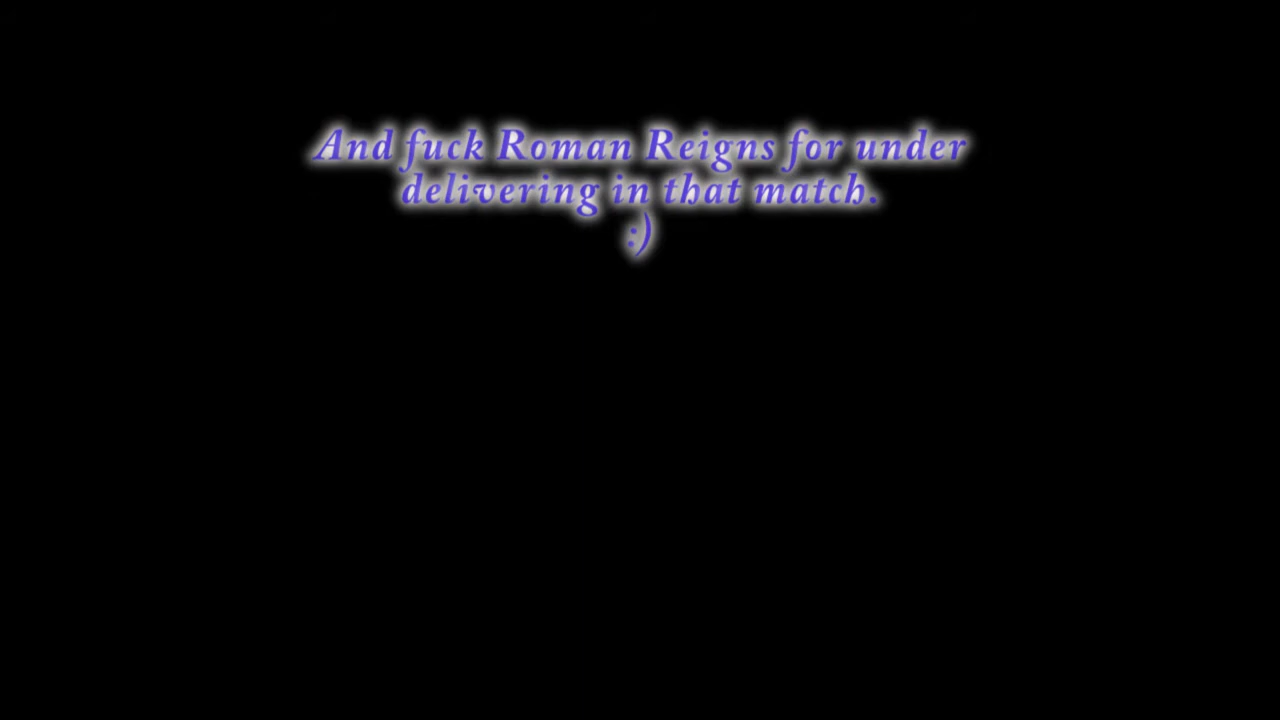 And fuck Roman Reigns for under
delivering in that match.
:)